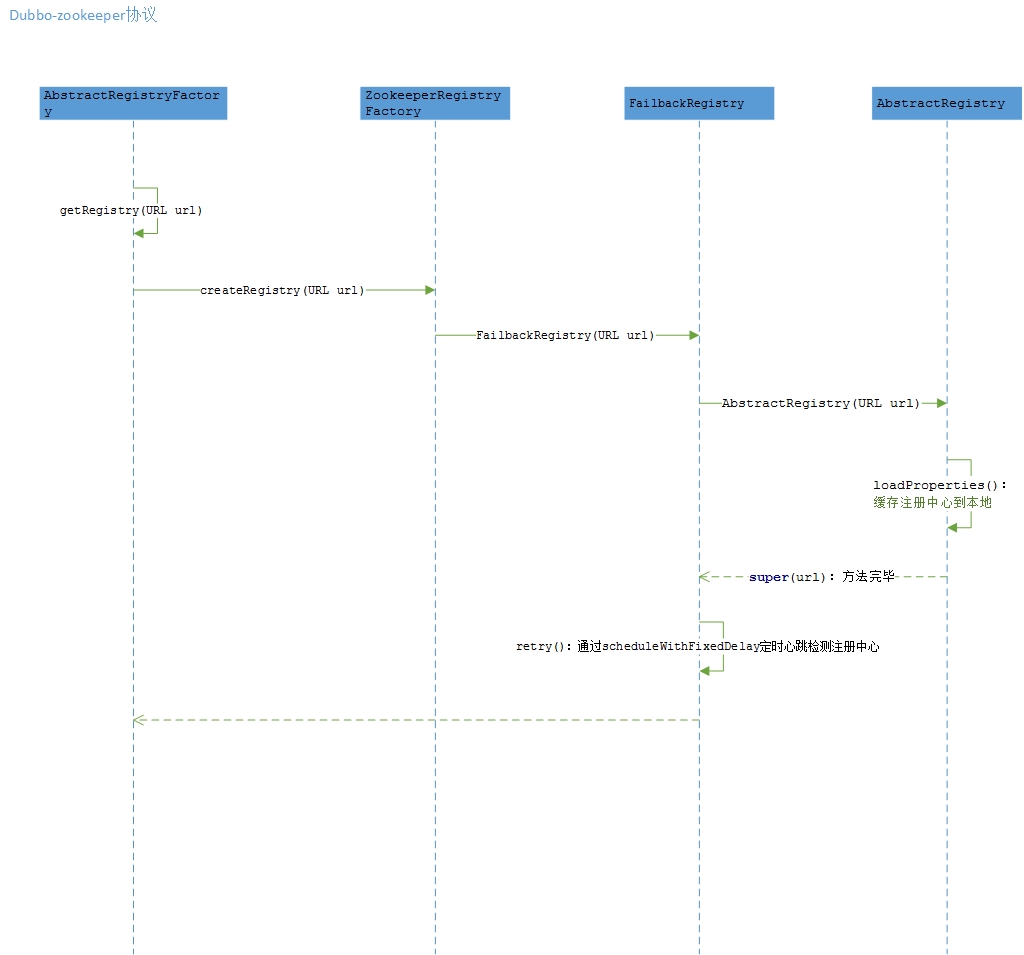 Dubbo-zookeeper协议
AbstractRegistryFactor
y
ZookeeperRegistry
Factory
FailbackRegistry
AbstractRegistry
getRegistry(URL url)
createRegistry(URL url)
FailbackRegistry(URL url)
AbstractRegistry(URL url)
loadProperties()：
缓存注册中心到本地
super(url)：方法完毕
retry()：通过scheduleWithFixedDelay定时心跳检测注册中心